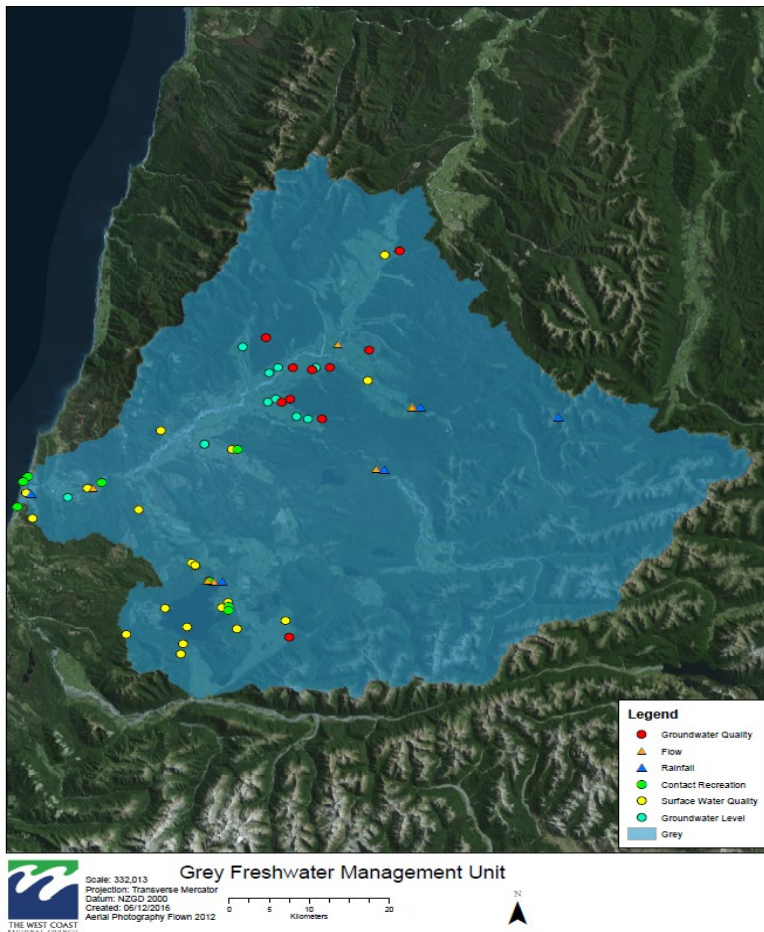 Legend
Groundwater Quality
Flow
Rainfall
Contact Recreation
Surface Water Quality
Groundwater Level
Grey
Grey Freshwater Management Unit
Scale: 332,013
Projection: Transverse Mercator
Datum: NZGD 2000
Created: 06/12/2016
Aerial Photography Flown 2012
0 5 10 20
Kilometers
N
THE WEST COAST
REGIONAL COUNCIL